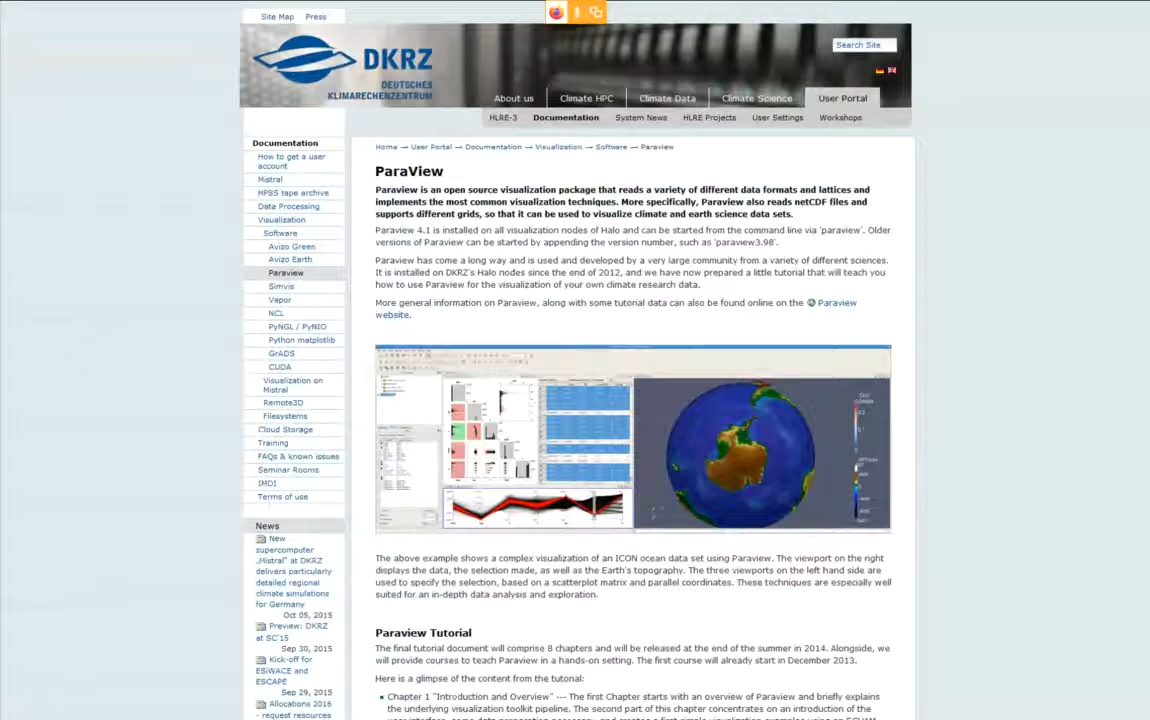 Site Map Press
Search Site
DKRZ
DEUTSCHES
KLIMARECHENZENTRUM
About us Climate HPC Climate Data Climate Science User Portal
HLRE-3 Documentation System News HLRE Projects User Settings Workshops
Documentation
How to get a user
account
Mistral
HPSS tape archive
Data Processing
Visualization
Software
Avizo Green
Avizo Earth
Paraview
Simvis
Vapor
NCL
PyNGL / PyNIO
Python matplotlib
GrADS
CUDA
Visualization on
Mistral
Remote3D
Filesystems
Cloud Storage
Training
FAQs & known issues
Seminar Rooms
IMDI
Terms of use
News
New
supercomputer
„Mistral“ at DKRZ
delivers particularly
detailed regional
climate simulations
for Germany
Oct 05, 2015
Preview: DKRZ
at SC'15
Sep 30, 2015
Kick-off for
ESiWACE and
ESCAPE
Sep 29, 2015
Allocations 2016
- request resources
Home → User Portal → Documentation → Visualization → Software → Paraview
ParaView
Paraview is an open source visualization package that reads a variety of different data formats and lattices and
implements the most common visualization techniques. More specifically, Paraview also reads netCDF files and
supports different grids, so that it can be used to visualize climate and earth science data sets.
Paraview 4.1 is installed on all visualization nodes of Halo and can be started from the command line via 'paraview'. Older
versions of Paraview can be started by appending the version number, such as 'paraview3.98'.
Paraview has come a long way and is used and developed by a very large community from a variety of different sciences.
It is installed on DKRZ's Halo nodes since the end of 2012, and we have now prepared a little tutorial that will teach you
how to use Paraview for the visualization of your own climate research data.
More general information on Paraview, along with some tutorial data can also be found online on the Paraview
website.
The above example shows a complex visualization of an ICON ocean data set using Paraview. The viewport on the right
displays the data, the selection made, as well as the Earth's topography. The three viewports on the left hand side are
used to specify the selection, based on a scatterplot matrix and parallel coordinates. These techniques are especially well
suited for an in-depth data analysis and exploration.
Paraview Tutorial
The final tutorial document will comprise 8 chapters and will be released at the end of the summer in 2014. Alongside, we
will provide courses to teach Paraview in a hands-on setting. The first course will already start in December 2013.
Here is a glimpse of the content from the tutorial:
▪ Chapter 1 "Introduction and Overview" --- The first Chapter starts with an overview of Paraview and briefly explains
the underlying visualization toolkit pipeline. The second part of this chapter concentrates on an introduction of the